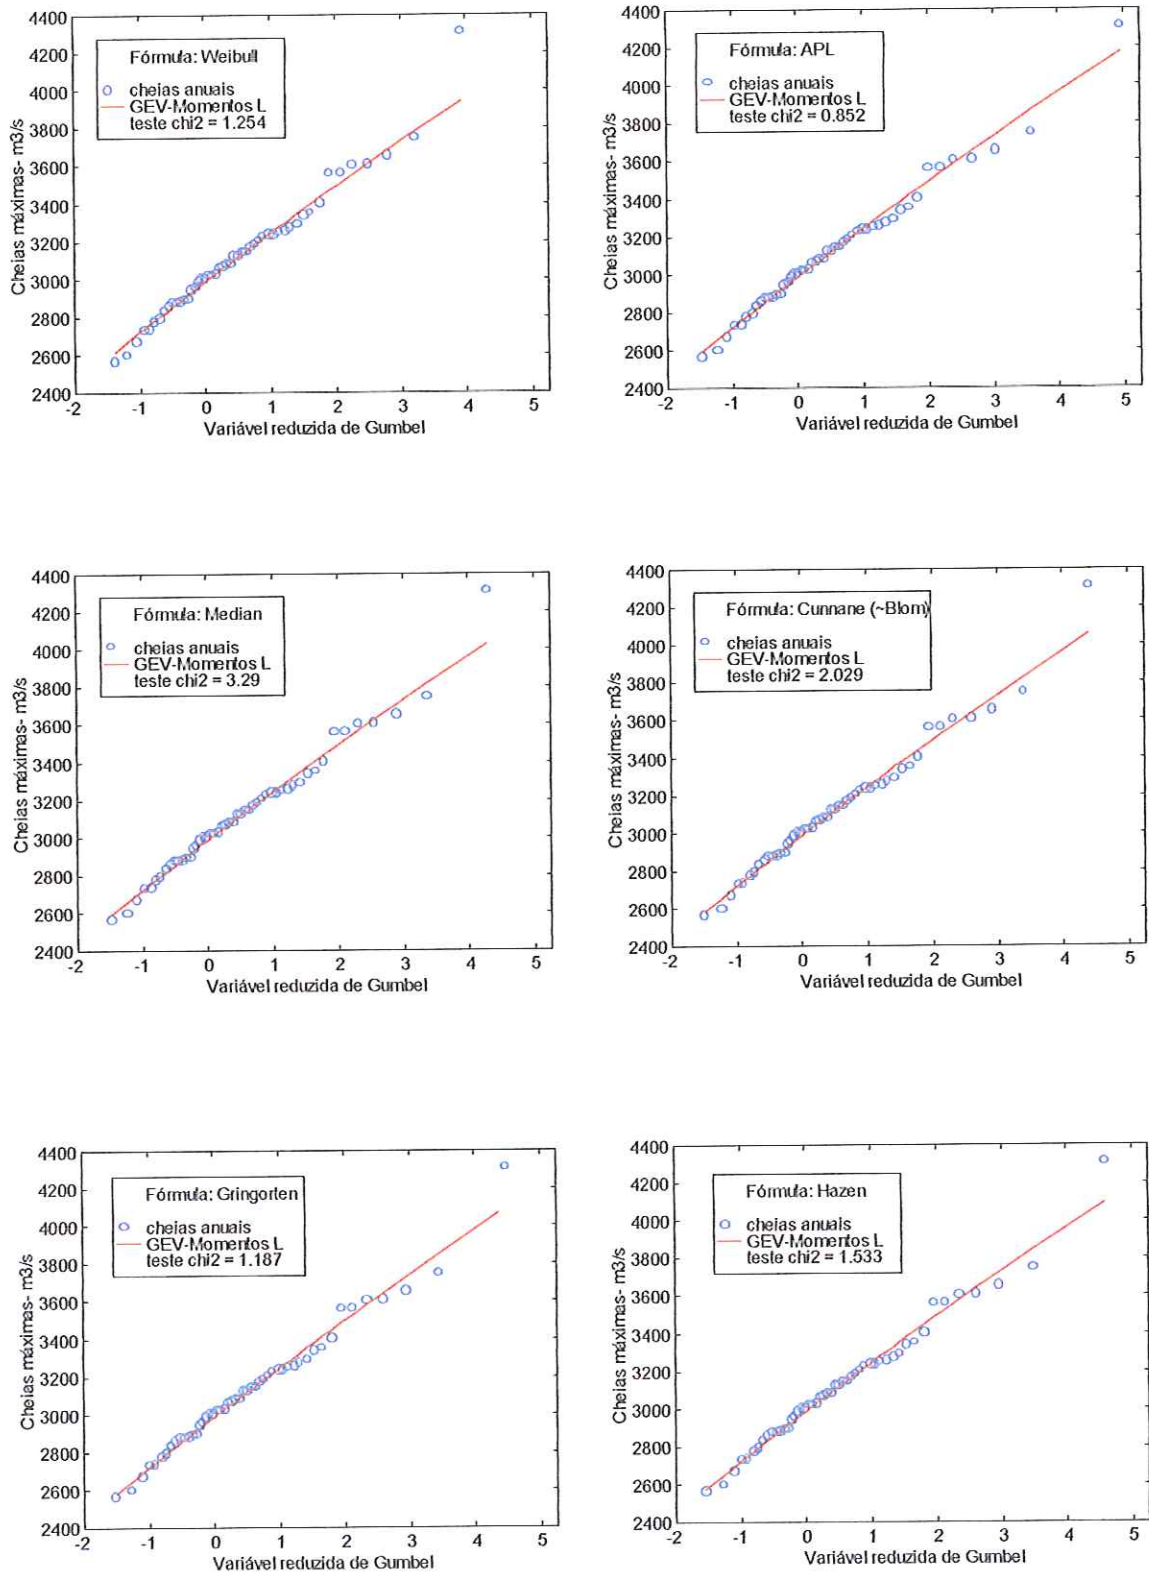 4400
4200
4000
3800
3600
3400
3200
3000
2800
2600
2400
Cheias máximas- m3/s
Fórmula: Weibull
cheias anuais
GEV-Momentos L
teste chi2 = 1.254
-2 -1 0 1 2 3 4 5
Variável reduzida de Gumbel
4400
4200
4000
3800
3600
3400
3200
3000
2800
2600
2400
Cheias máximas- m3/s
Fórmula: APL
cheias anuais
GEV-Momentos L
teste chi2 = 0.852
-2 -1 0 1 2 3 4 5
Variável reduzida de Gumbel
4400
4200
4000
3800
3600
3400
3200
3000
2800
2600
2400
Cheias máximas- m3/s
Fórmula: Median
cheias anuais
GEV-Momentos L
teste chi2 = 3.29
-2 -1 0 1 2 3 4 5
Variável reduzida de Gumbel
4400
4200
4000
3800
3600
3400
3200
3000
2800
2600
2400
Cheias máximas- m3/s
Fórmula: Cunnane (~Blom)
cheias anuais
GEV-Momentos L
teste chi2 = 2.029
-2 -1 0 1 2 3 4 5
Variável reduzida de Gumbel
4400
4200
4000
3800
3600
3400
3200
3000
2800
2600
2400
Cheias máximas- m3/s
Fórmula: Gringorten
cheias anuais
GEV-Momentos L
teste chi2 = 1.187
-2 -1 0 1 2 3 4 5
Variável reduzida de Gumbel
4400
4200
4000
3800
3600
3400
3200
3000
2800
2600
2400
Cheias máximas- m3/s
Fórmula: Hazen
cheias anuais
GEV-Momentos L
teste chi2 = 1.533
-2 -1 0 1 2 3 4 5
Variável reduzida de Gumbel